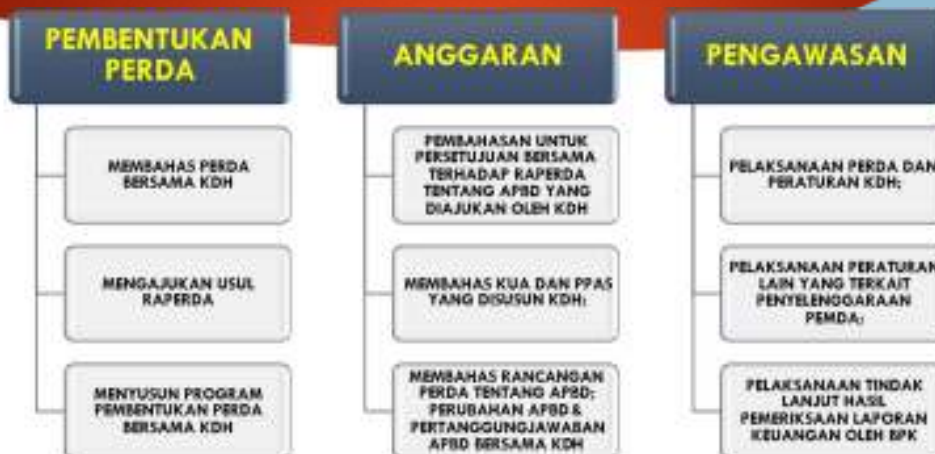 PEMBENTUKAN
PERDA
MEMBAHAS PERDA
BERSAMA KDH
MENGAJUKAN USUL
RAPERDA
MENYUSUN PROGRAM
PEMBENTUKAN PERDA
BERSAMA KDH
ANGGARAN
PEMBAHASAN UNTUK
PERSETUJUAN BERSAMA
TERHADAP RAPERDA
TENTANG APBD YANG
DIAJUKAN OLEH KDH
MEMBAHAS KUA DAN PPAS
YANG DISUSUN KDH;
MEMBAHAS RANCANGAN
PERDA TENTANG APBD;
PERUBAHAN APBD &
PERTANGGUNGJAWABAN
APBD BERSAMA KDH
PENGAWASAN
PELAKSANAAN PERDA DAN
PERATURAN KDH;
PELAKSANAAN PERATURAN
LAIN YANG TERKAIT
PENYELENGGARAAN
PEMDA;
PELAKSANAAN TINDAK
LANJUT HASIL
PEMERIKSAAN LAPORAN
KEUANGAN OLEH BPK